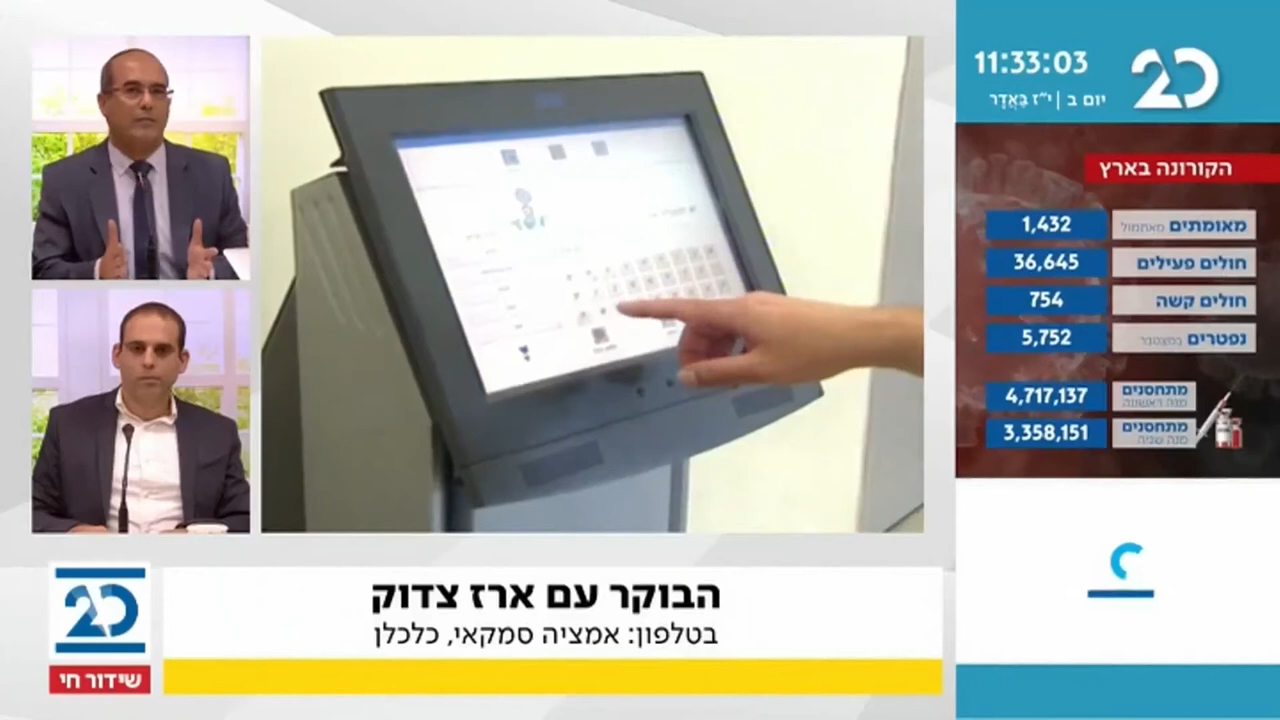 11:33:03
יום ב | י״ז בַּאֲדָר
20
הקורונה בארץ
מאומתים מאתמול 1,432
חולים פעילים 36,645
חולים קשה 754
נפטרים במצטבר 5,752
מתחסנים מנה ראשונה 4,717,137
מתחסנים מנה שניה 3,358,151
הבוקר עם ארז צדוק
בטלפון: אמציה סמקאי, כלכלן
20
שידור חי